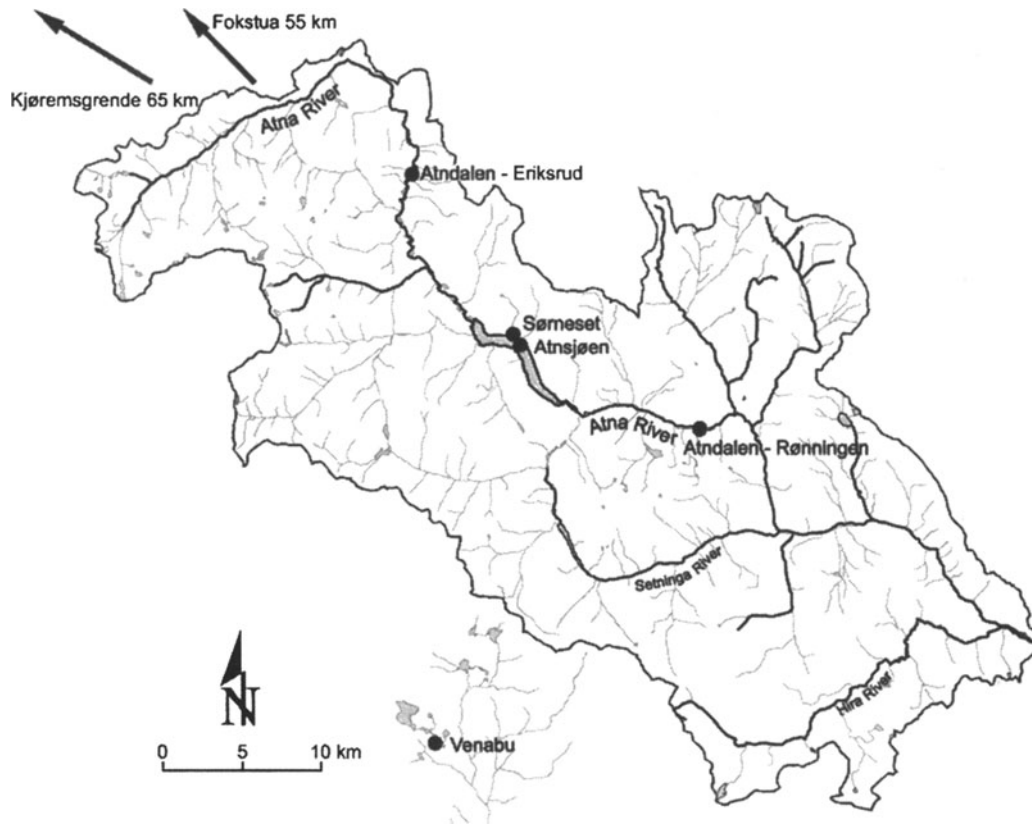 Fokstua 55 km
Kjøremsgrende 65 km
Atna River
Atndalen - Eriksrud
Sørneset
Atnsjøen
Atna River
Atndalen - Rønningen
Setninga River
Hira River
N
0 5 10 km
Venabu